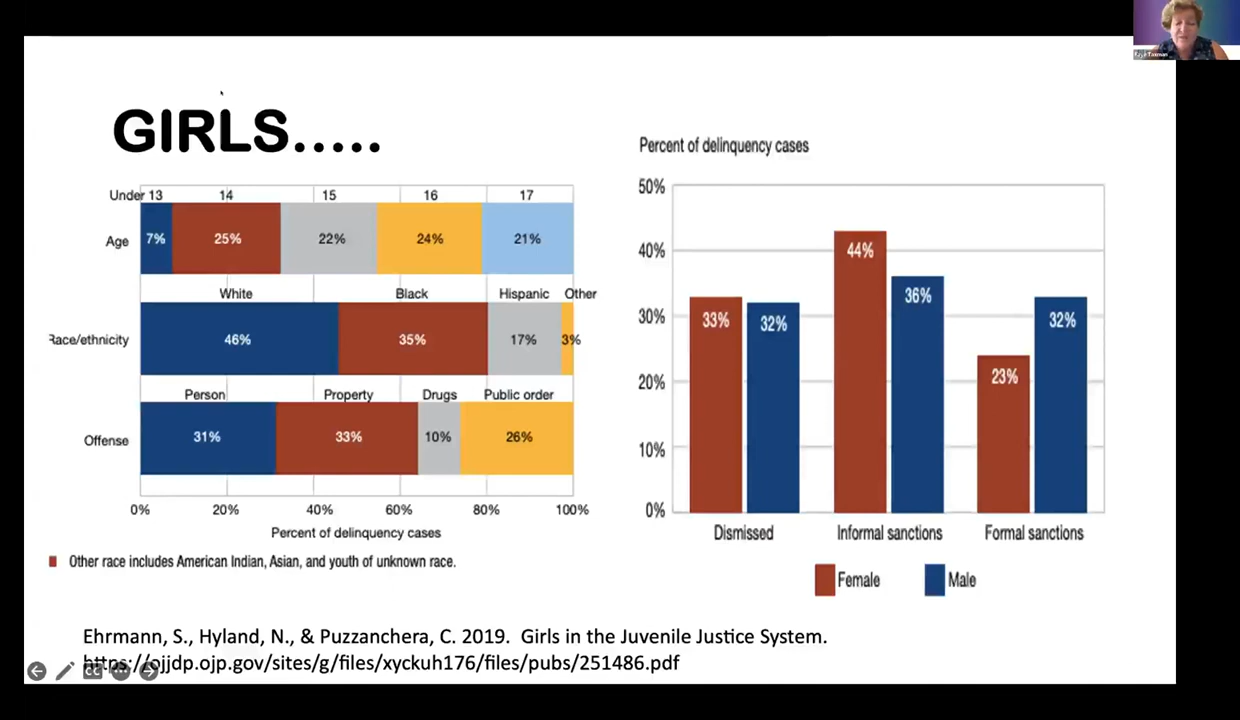 GIRLS.....
Under 13 14 15 16 17
Age 7% 25% 22% 24% 21%
White Black Hispanic Other
Race/ethnicity 46% 35% 17% 3%
Person Property Drugs Public order
Offense 31% 33% 10% 26%
0% 20% 40% 60% 80% 100%
Percent of delinquency cases
Other race includes American Indian, Asian, and youth of unknown race.
Percent of delinquency cases
50%
40%
30%
20%
10%
0%
33% 32% 44% 36% 23% 32%
Dismissed Informal sanctions Formal sanctions
Female Male
Ehrmann, S., Hyland, N., & Puzzanchera, C. 2019. Girls in the Juvenile Justice System.
https://ojjdp.ojp.gov/sites/g/files/xyckuh176/files/pubs/251486.pdf
CC